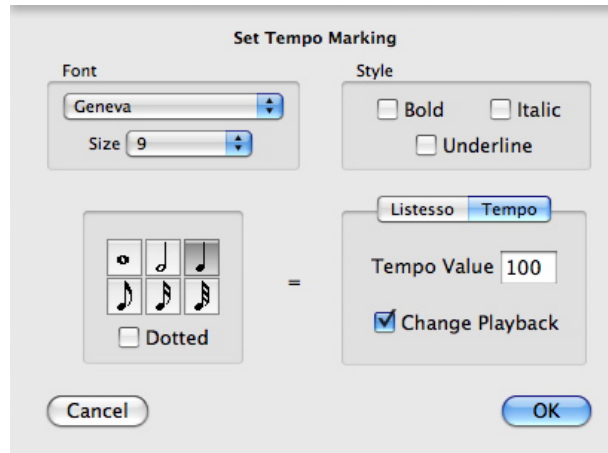 Set Tempo Marking
Font
Style
Geneva
Size 9
Bold
Italic
Underline
Listesso
Tempo
Tempo Value 100
=
Change Playback
Dotted
Cancel
OK